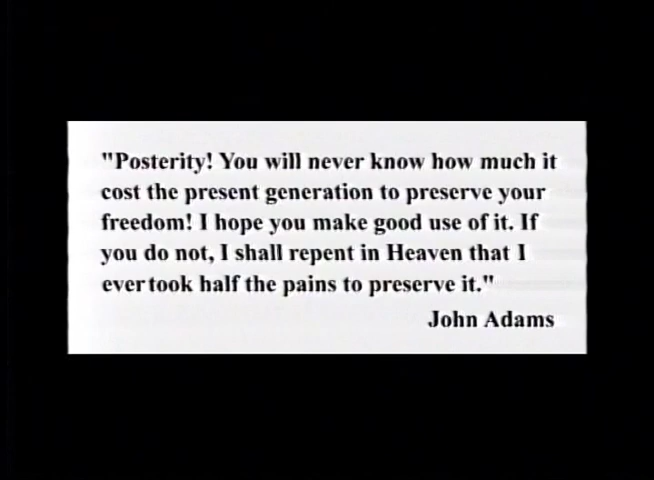 "Posterity! You will never know how much it
cost the present generation to preserve your
freedom! I hope you make good use of it. If
you do not, I shall repent in Heaven that I
ever took half the pains to preserve it."
John Adams